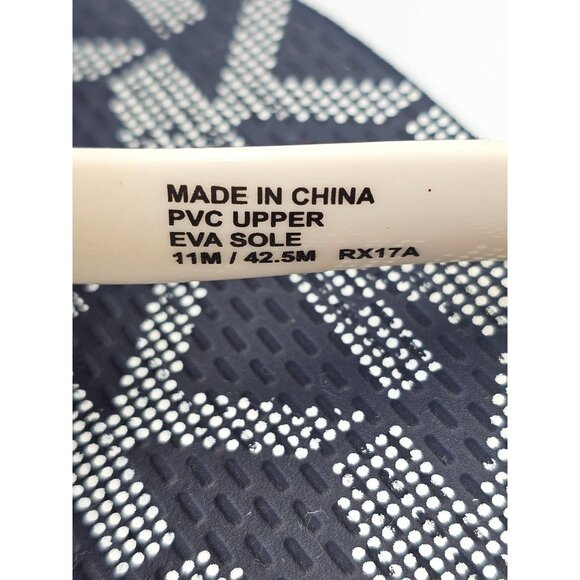 MADE IN CHINA
PVC UPPER
EVA SOLE
11M / 42.5M RX17A